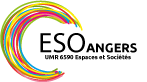 ESO ANGERS
UMR 6590 Espaces et Sociétés